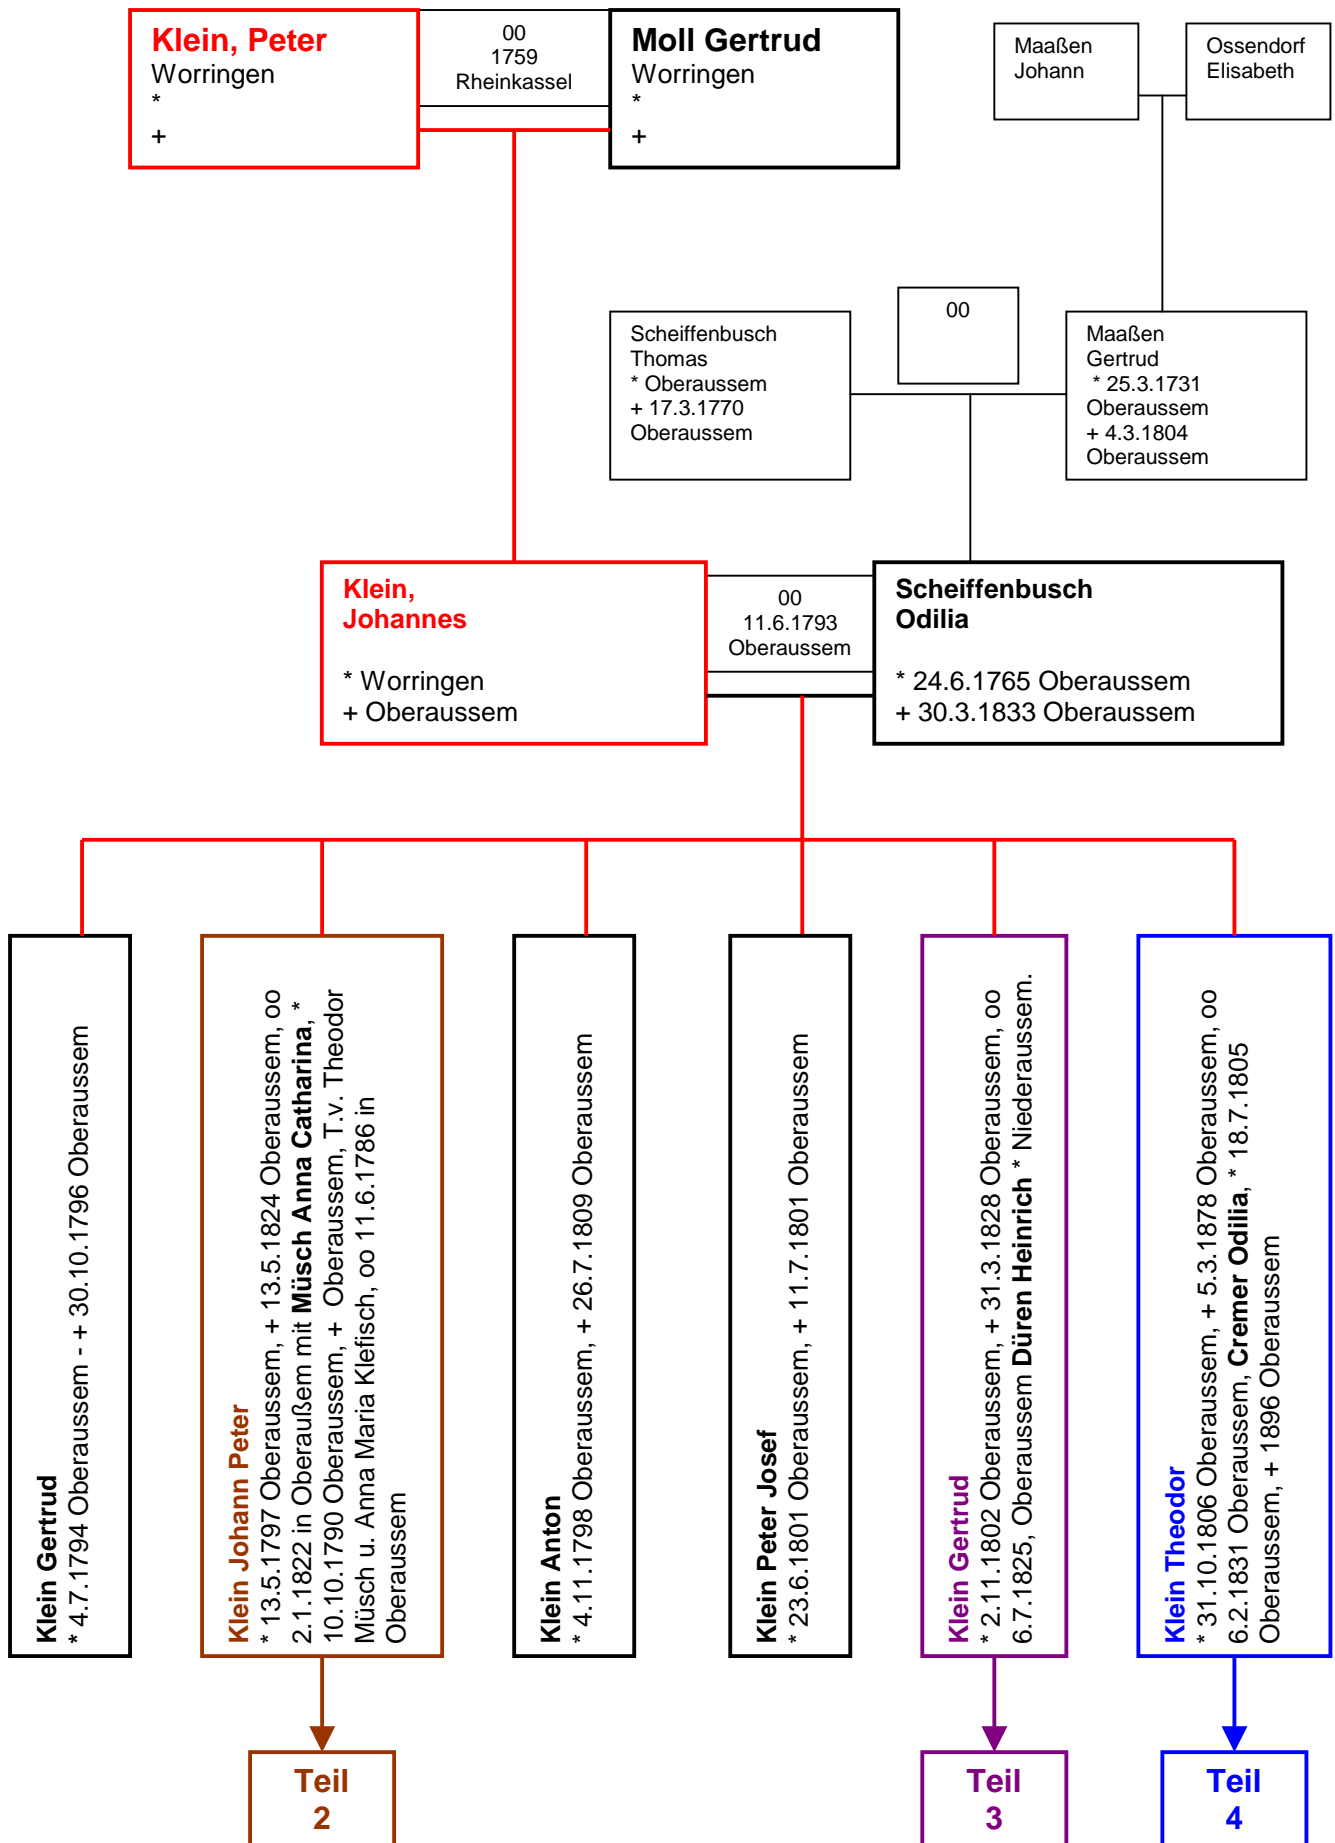 Klein, Peter
Worringen
*
+
00
1759
Rheinkassel
Moll Gertrud
Worringen
*
+
Maaßen
Johann
Ossendorf
Elisabeth
Scheiffenbusch
Thomas
* Oberaussem
+ 17.3.1770
Oberaussem
00
Maaßen
Gertrud
* 25.3.1731
Oberaussem
+ 4.3.1804
Oberaussem
Klein,
Johannes
* Worringen
+ Oberaussem
00
11.6.1793
Oberaussem
Scheiffenbusch
Odilia
* 24.6.1765 Oberaussem
+ 30.3.1833 Oberaussem
Klein Gertrud
* 4.7.1794 Oberaussem - + 30.10.1796 Oberaussem
Klein Johann Peter
* 13.5.1797 Oberaussem, + 13.5.1824 Oberaussem, oo
2.1.1822 in Oberaußem mit Müsch Anna Catharina, *
10.10.1790 Oberaussem, + Oberaussem, T.v. Theodor
Müsch u. Anna Maria Klefisch, oo 11.6.1786 in
Oberaussem
Klein Anton
* 4.11.1798 Oberaussem, + 26.7.1809 Oberaussem
Klein Peter Josef
* 23.6.1801 Oberaussem, + 11.7.1801 Oberaussem
Klein Gertrud
* 2.11.1802 Oberaussem, + 31.3.1828 Oberaussem, oo
6.7.1825, Oberaussem Düren Heinrich * Niederaussem.
Klein Theodor
* 31.10.1806 Oberaussem, + 5.3.1878 Oberaussem, oo
6.2.1831 Oberaussem, Cremer Odilia, * 18.7.1805
Oberaussem, + 1896 Oberaussem
Teil
2
Teil
3
Teil
4